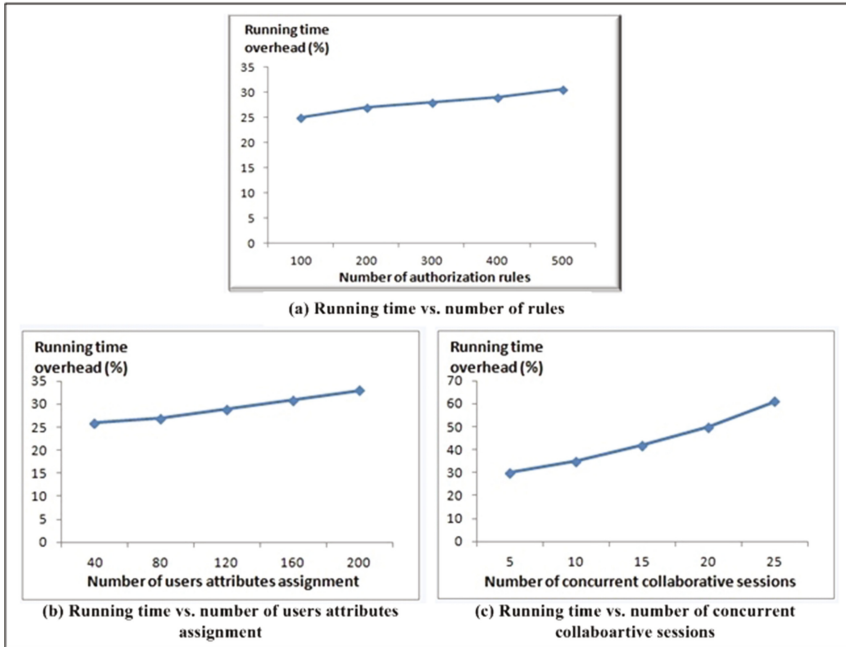 Running time
overhead (%)
35
30
25
20
15
10
5
0
100 200 300 400 500
Number of authorization rules
(a) Running time vs. number of rules
Running time
overhead (%)
35
30
25
20
15
10
5
0
40 80 120 160 200
Number of users attributes assignment
(b) Running time vs. number of users attributes
assignment
Running time
overhead (%)
70
60
50
40
30
20
10
0
5 10 15 20 25
Number of concurrent collaborative sessions
(c) Running time vs. number of concurrent
collaboartive sessions